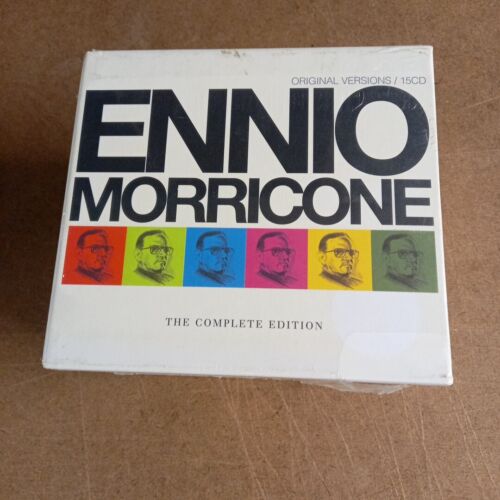 ORIGINAL VERSIONS / 15CD
ENNIO
MORRICONE
THE COMPLETE EDITION